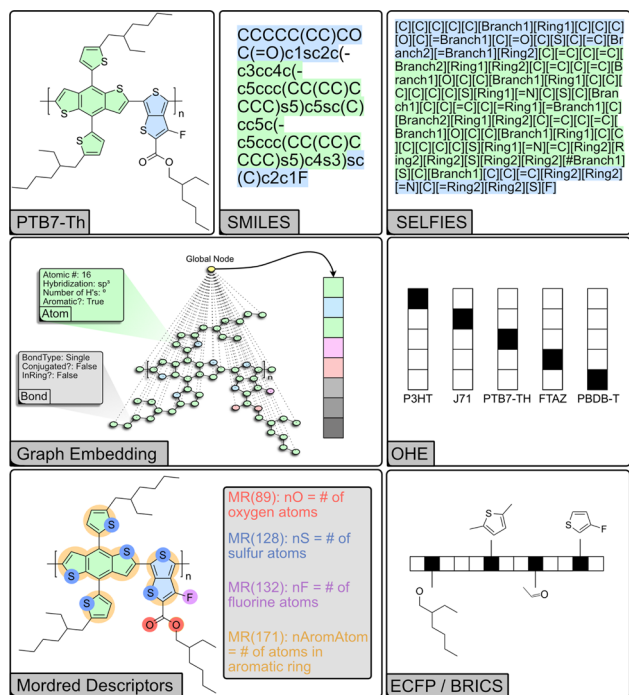 S
S
S
S
S
S
F
n
O
O
PTB7-Th
CCCCC(CC)CO
C(=O)c1sc2c(-
c3cc4c(-
c5ccc(CC(CC)C
CCC)s5)c5sc(C)
cc5c(-
c5ccc(CC(CC)C
CCC)s5)c4s3)sc
(C)c2c1F
SMILES
[C][C][C][C][C][Branch1][Ring1][C][C][C]
[O][C][=Branch1][C][=O][C][S][C][=C][Br
anch2][=Branch1][Ring2][C][=C][=C][C]
[Branch2][Ring1][Ring2][C][=C][C][=C][B
ranch1][O][C][C][Branch1][Ring1][C][C]
[C][C][C][C][S][Ring1][=N][C][S][C][Bran
ch1][C][C][=C][C][=Ring1][=Branch1][C]
[Branch2][Ring1][Ring2][C][=C][C][=C][
Branch1][O][C][C][Branch1][Ring1][C][C]
[C][C][C][C][S][Ring1][=N][=C][Ring2][Ri
ng2][Ring2][S][Ring2][Ring2][#Branch1]
[S][C][Branch1][C][C][=C][Ring2][Ring2]
[=N][C][=Ring2][Ring2][S][F]
SELFIES
Global Node
Atomic #: 16
Hybridization: sp³
Number of H's: ⁰
Aromatic?: True
Atom
BondType: Single
Conjugated?: False
InRing?: False
Bond
n
Graph Embedding
P3HT J71 PTB7-TH FTAZ PBDB-T
OHE
S
S
S
S
S
S
F
n
O
O
MR(89): nO = # of
oxygen atoms
MR(128): nS = # of
sulfur atoms
MR(132): nF = # of
fluorine atoms
MR(171): nAromAtom
= # of atoms in
aromatic ring
Mordred Descriptors
S
S
F
O
O
ECFP / BRICS